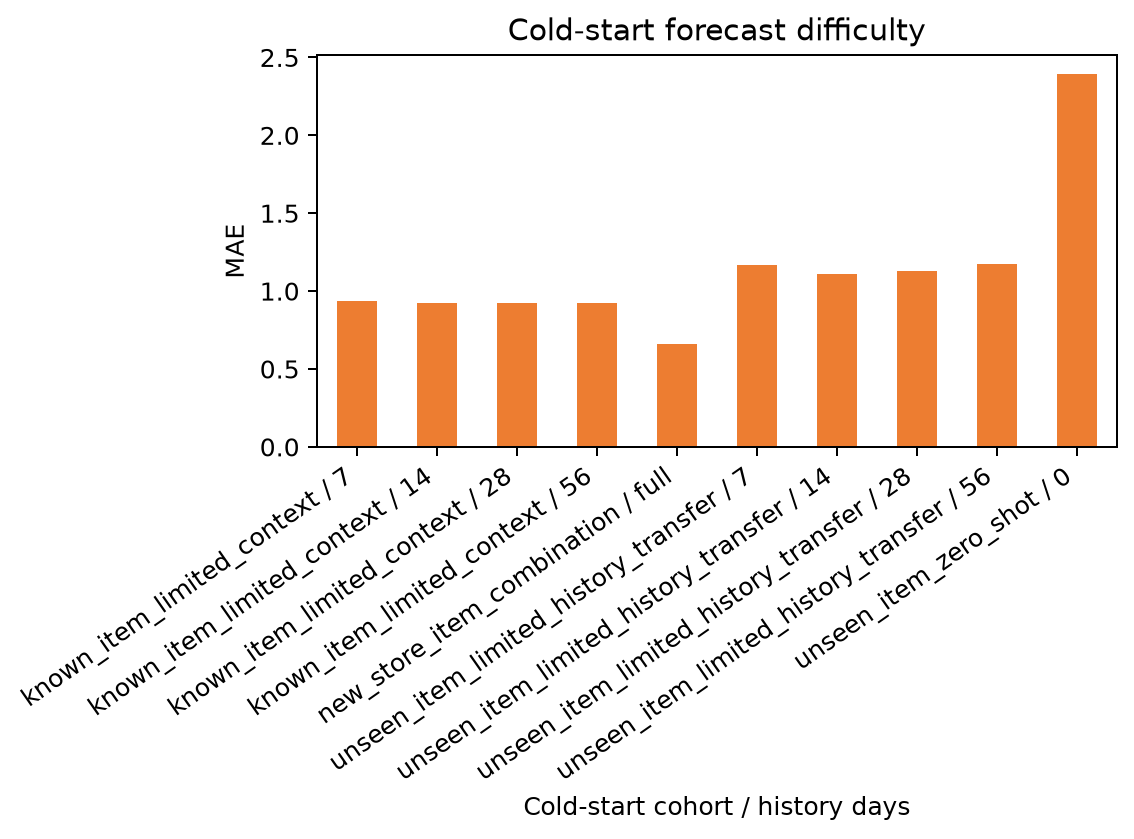 Cold-start forecast difficulty
MAE
2.5
2.0
1.5
1.0
0.5
0.0
known_item_limited_context / 7
known_item_limited_context / 14
known_item_limited_context / 28
known_item_limited_context / 56
new_store_item_combination / full
unseen_item_limited_history_transfer / 7
unseen_item_limited_history_transfer / 14
unseen_item_limited_history_transfer / 28
unseen_item_limited_history_transfer / 56
unseen_item_zero_shot / 0
Cold-start cohort / history days